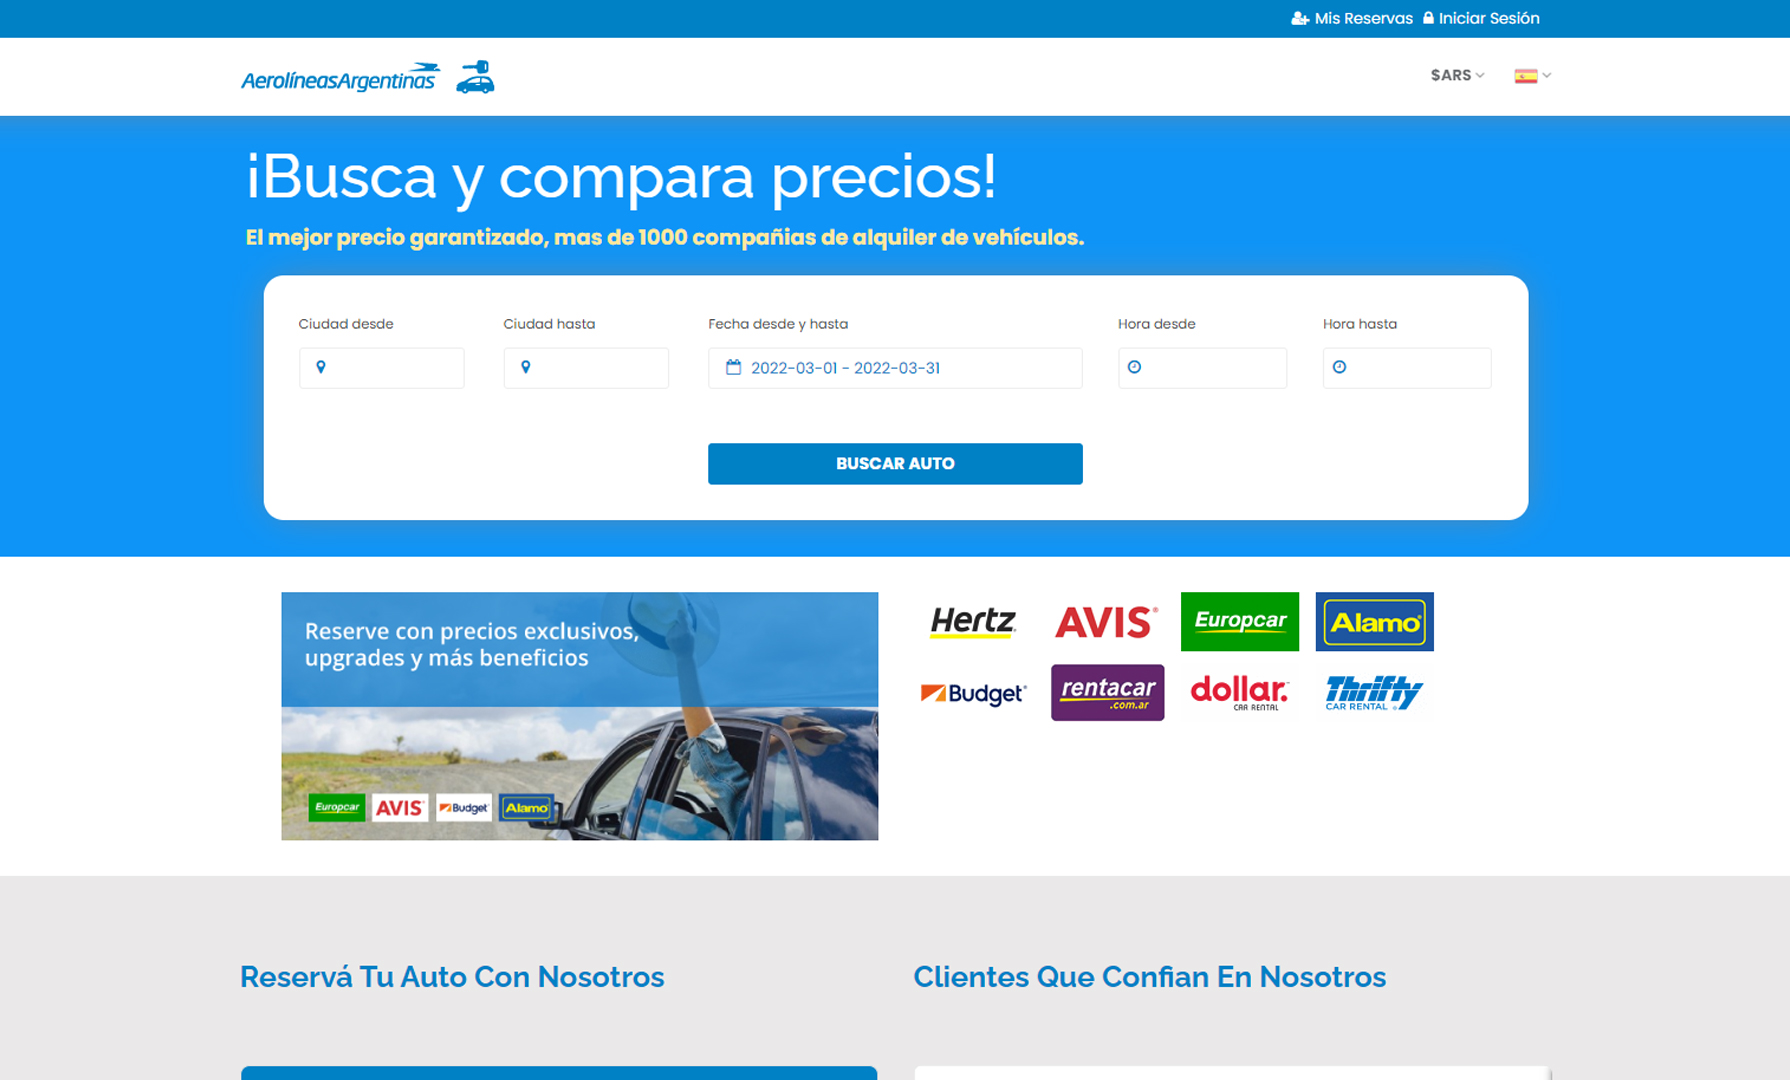 Mis Reservas Iniciar Sesión
AerolíneasArgentinas
$ARS
¡Busca y compara precios!
El mejor precio garantizado, mas de 1000 compañias de alquiler de vehículos.
Ciudad desde
Ciudad hasta
Fecha desde y hasta
Hora desde
Hora hasta
2022-03-01 - 2022-03-31
BUSCAR AUTO
Reserve con precios exclusivos,
upgrades y más beneficios
Europcar
AVIS
Budget
Alamo
Hertz
AVIS
Europcar
Alamo
Budget
rentacar
.com.ar
dollar.
CAR RENTAL
Thrifty
CAR RENTAL
Reservá Tu Auto Con Nosotros
Clientes Que Confian En Nosotros